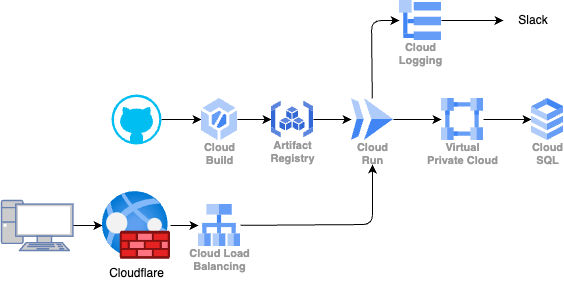 Slack
Cloud
Logging
Cloud
Build
Artifact
Registry
Cloud
Run
Virtual
Private Cloud
Cloud
SQL
Cloudflare
Cloud Load
Balancing